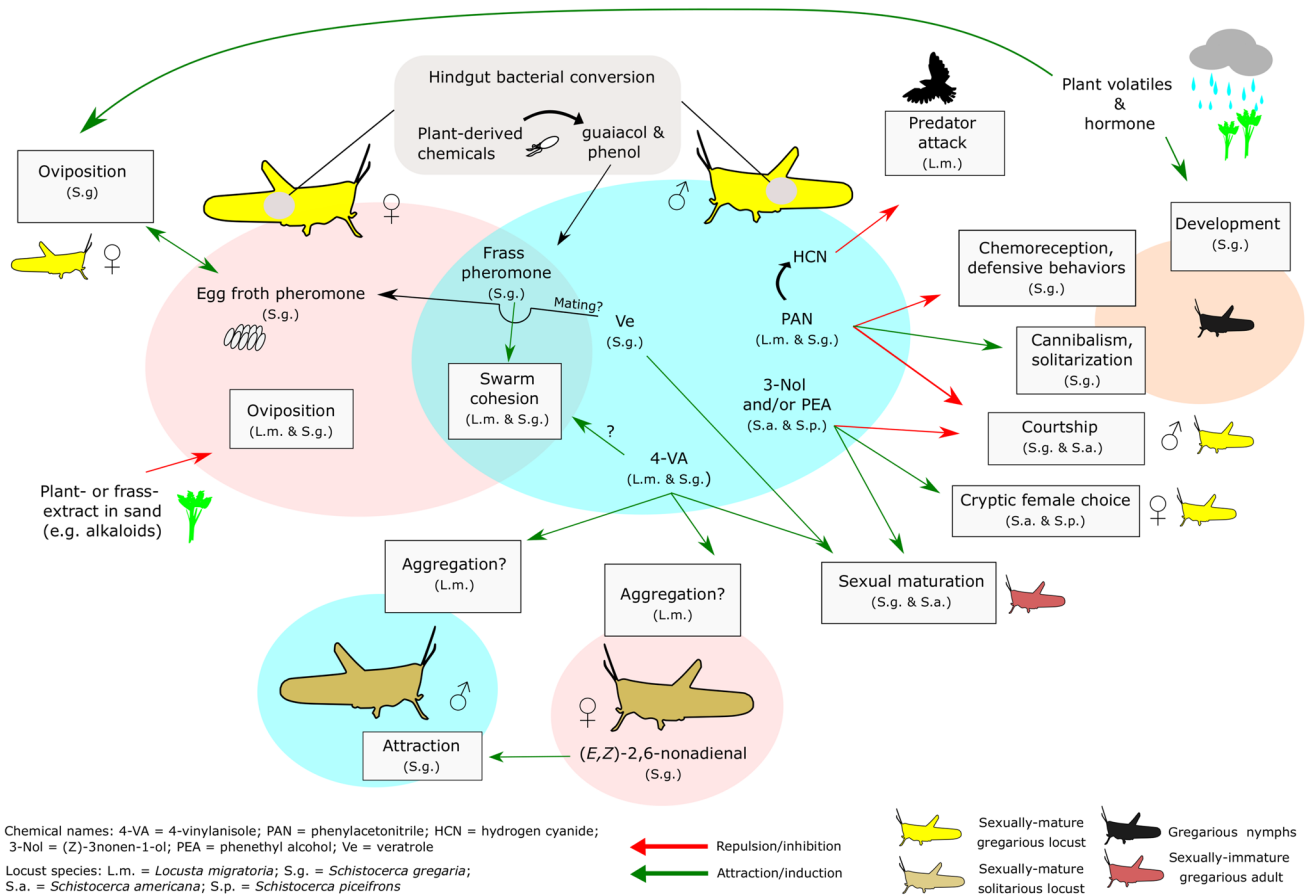 Hindgut bacterial conversion
Plant-derived
chemicals
guaiacol &
phenol
Predator
attack
(L.m.)
Plant volatiles
&
hormone
Oviposition
(S.g)
♀
♀
♂
Development
(S.g.)
Chemoreception,
defensive behaviors
(S.g.)
Frass
pheromone
(S.g.)
HCN
Egg froth pheromone
(S.g.)
Mating?
Ve
(S.g.)
PAN
(L.m. & S.g.)
Cannibalism,
solitarization
(S.g.)
Swarm
cohesion
(L.m. & S.g.)
3-Nol
and/or PEA
(S.a. & S.p.)
Oviposition
(L.m. & S.g.)
Courtship
(S.g. & S.a.)
♂
?
4-VA
(L.m. & S.g.)
Plant- or frass-
extract in sand
(e.g. alkaloids)
Cryptic female choice
(S.a. & S.p.)
♀
Aggregation?
(L.m.)
Aggregation?
(L.m.)
Sexual maturation
(S.g. & S.a.)
♂
♀
Attraction
(S.g.)
(E,Z)-2,6-nonadienal
(S.g.)
Chemical names: 4-VA = 4-vinylanisole; PAN = phenylacetonitrile; HCN = hydrogen cyanide;
3-Nol = (Z)-3nonen-1-ol; PEA = phenethyl alcohol; Ve = veratrole
Locust species: L.m. = Locusta migratoria; S.g. = Schistocerca gregaria;
S.a. = Schistocerca americana; S.p. = Schistocerca piceifrons
Repulsion/inhibition
Attraction/induction
Sexually-mature
gregarious locust
Gregarious nymphs
Sexually-mature
solitarious locust
Sexually-immature
gregarious adult